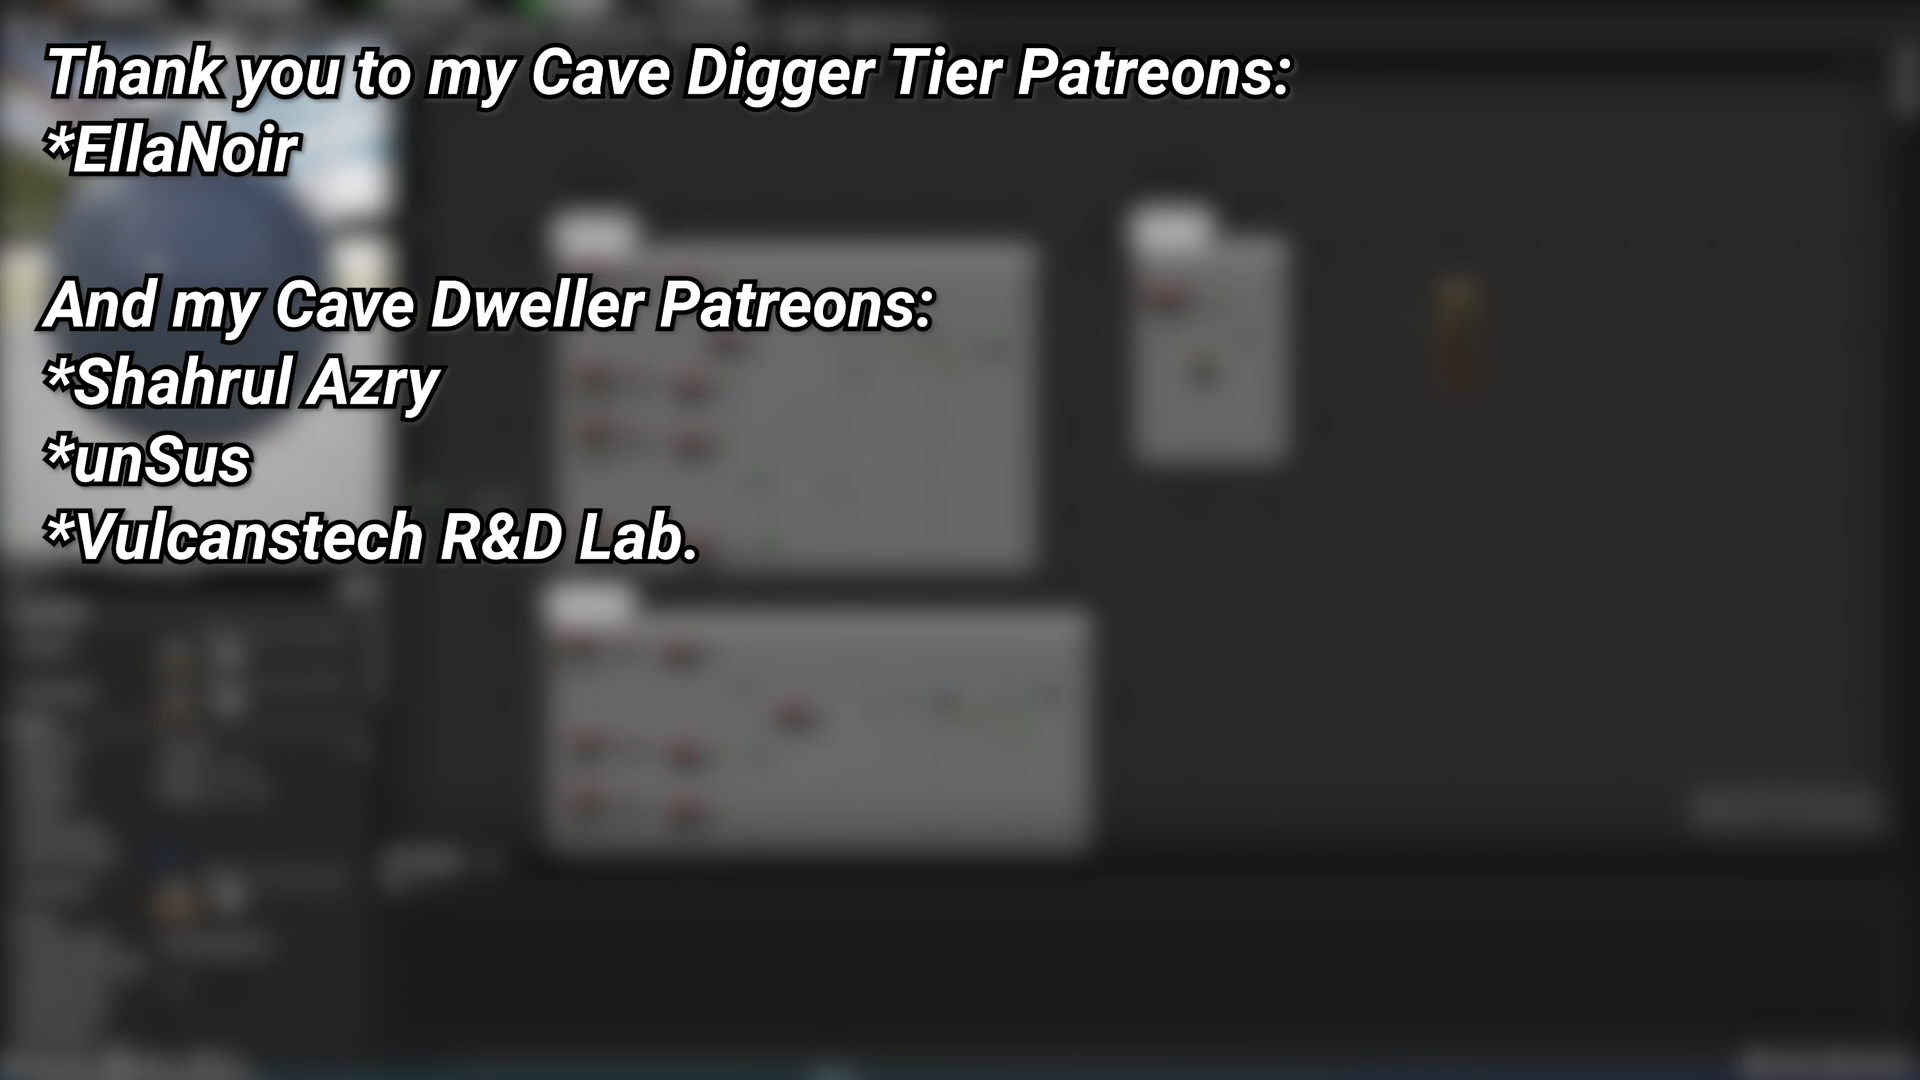 Thank you to my Cave Digger Tier Patreons:
*EllaNoir
And my Cave Dweller Patreons:
*Shahrul Azry
*unSus
*Vulcanstech R&D Lab.